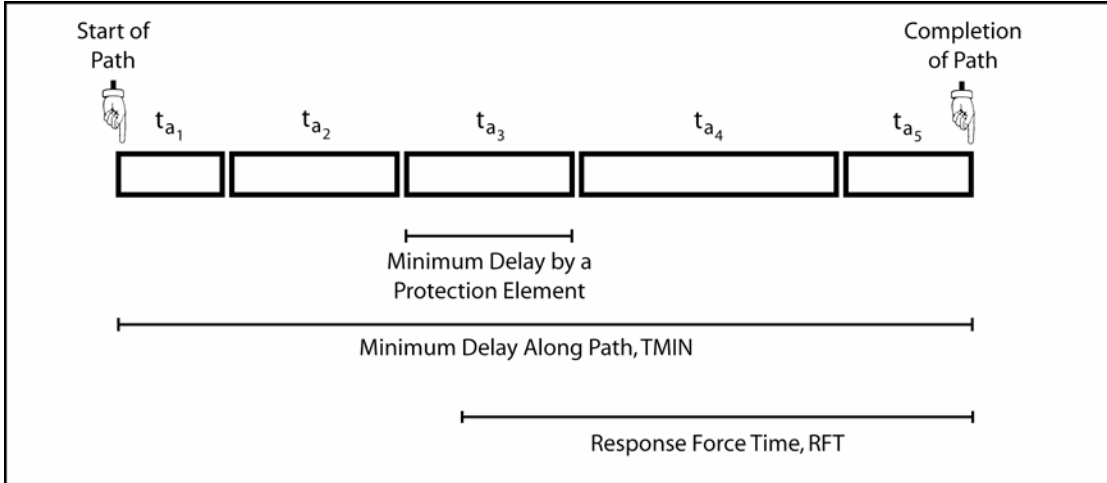 Start of
Path
Completion
of Path
ta1
ta2
ta3
ta4
ta5
Minimum Delay by a
Protection Element
Minimum Delay Along Path, TMIN
Response Force Time, RFT